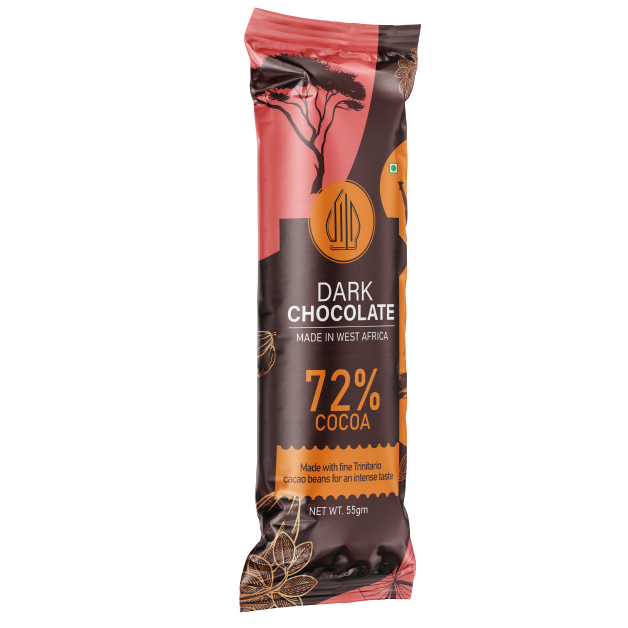 DARK
CHOCOLATE
MADE IN WEST AFRICA
72%
COCOA
Made with fine Trinitario
cacao beans for an intense taste
NET WT. 55gm